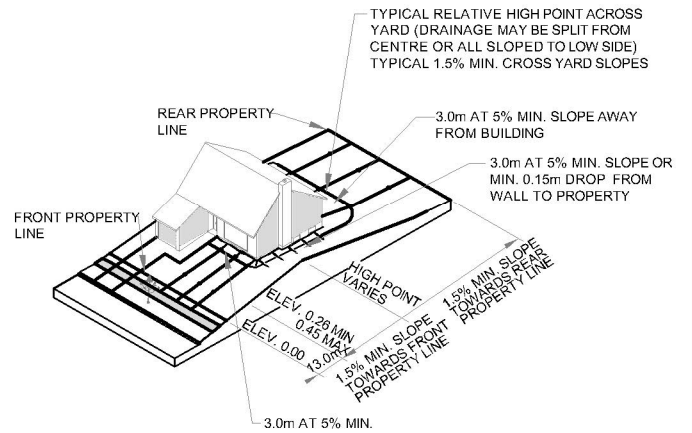 TYPICAL RELATIVE HIGH POINT ACROSS
YARD (DRAINAGE MAY BE SPLIT FROM
CENTRE OR ALL SLOPED TO LOW SIDE)
TYPICAL 1.5% MIN. CROSS YARD SLOPES
REAR PROPERTY
LINE
3.0m AT 5% MIN. SLOPE AWAY
FROM BUILDING
3.0m AT 5% MIN. SLOPE OR
MIN. 0.15m DROP FROM
WALL TO PROPERTY
FRONT PROPERTY
LINE
HIGH POINT
VARIES
1.5% MIN. SLOPE
TOWARDS REAR
PROPERTY LINE
ELEV. 0.26 MIN
0.45 MAX
ELEV. 0.00
13.0m
1.5% MIN. SLOPE
TOWARDS FRONT
PROPERTY LINE
3.0m AT 5% MIN.